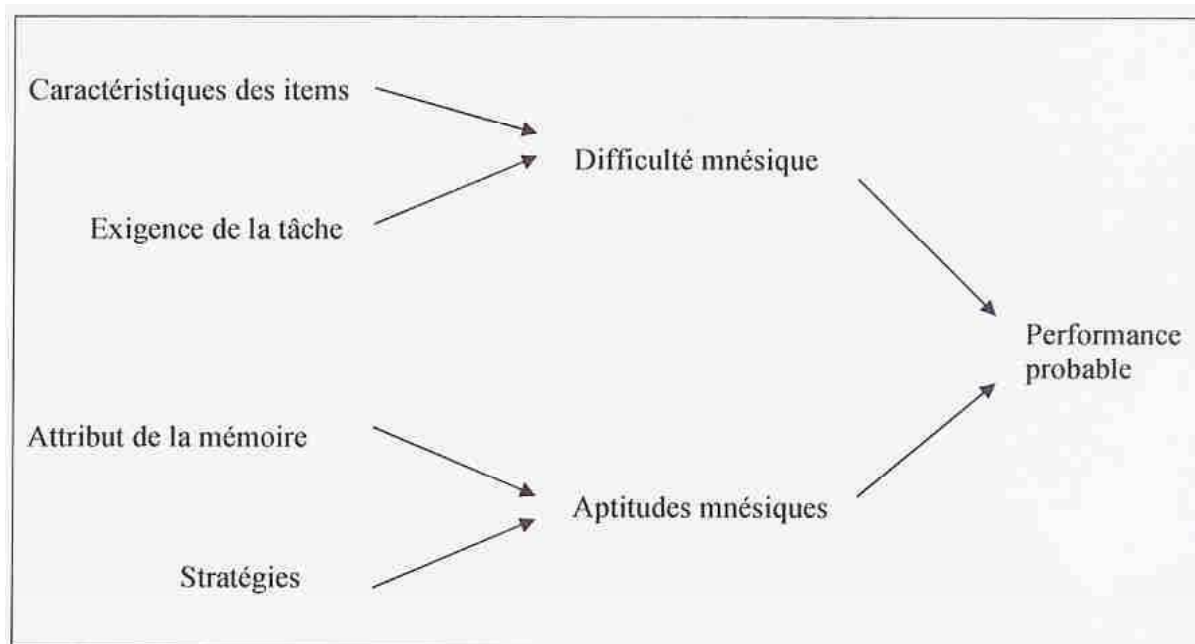 Caractéristiques des items
Difficulté mnésique
Exigence de la tâche
Performance
probable
Attribut de la mémoire
Aptitudes mnésiques
Stratégies